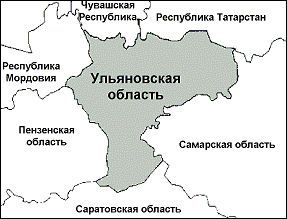 Чувашская
Республика
Республика Татарстан
Республика
Мордовия
Ульяновская
область
Пензенская
область
Самарская область
Саратовская область